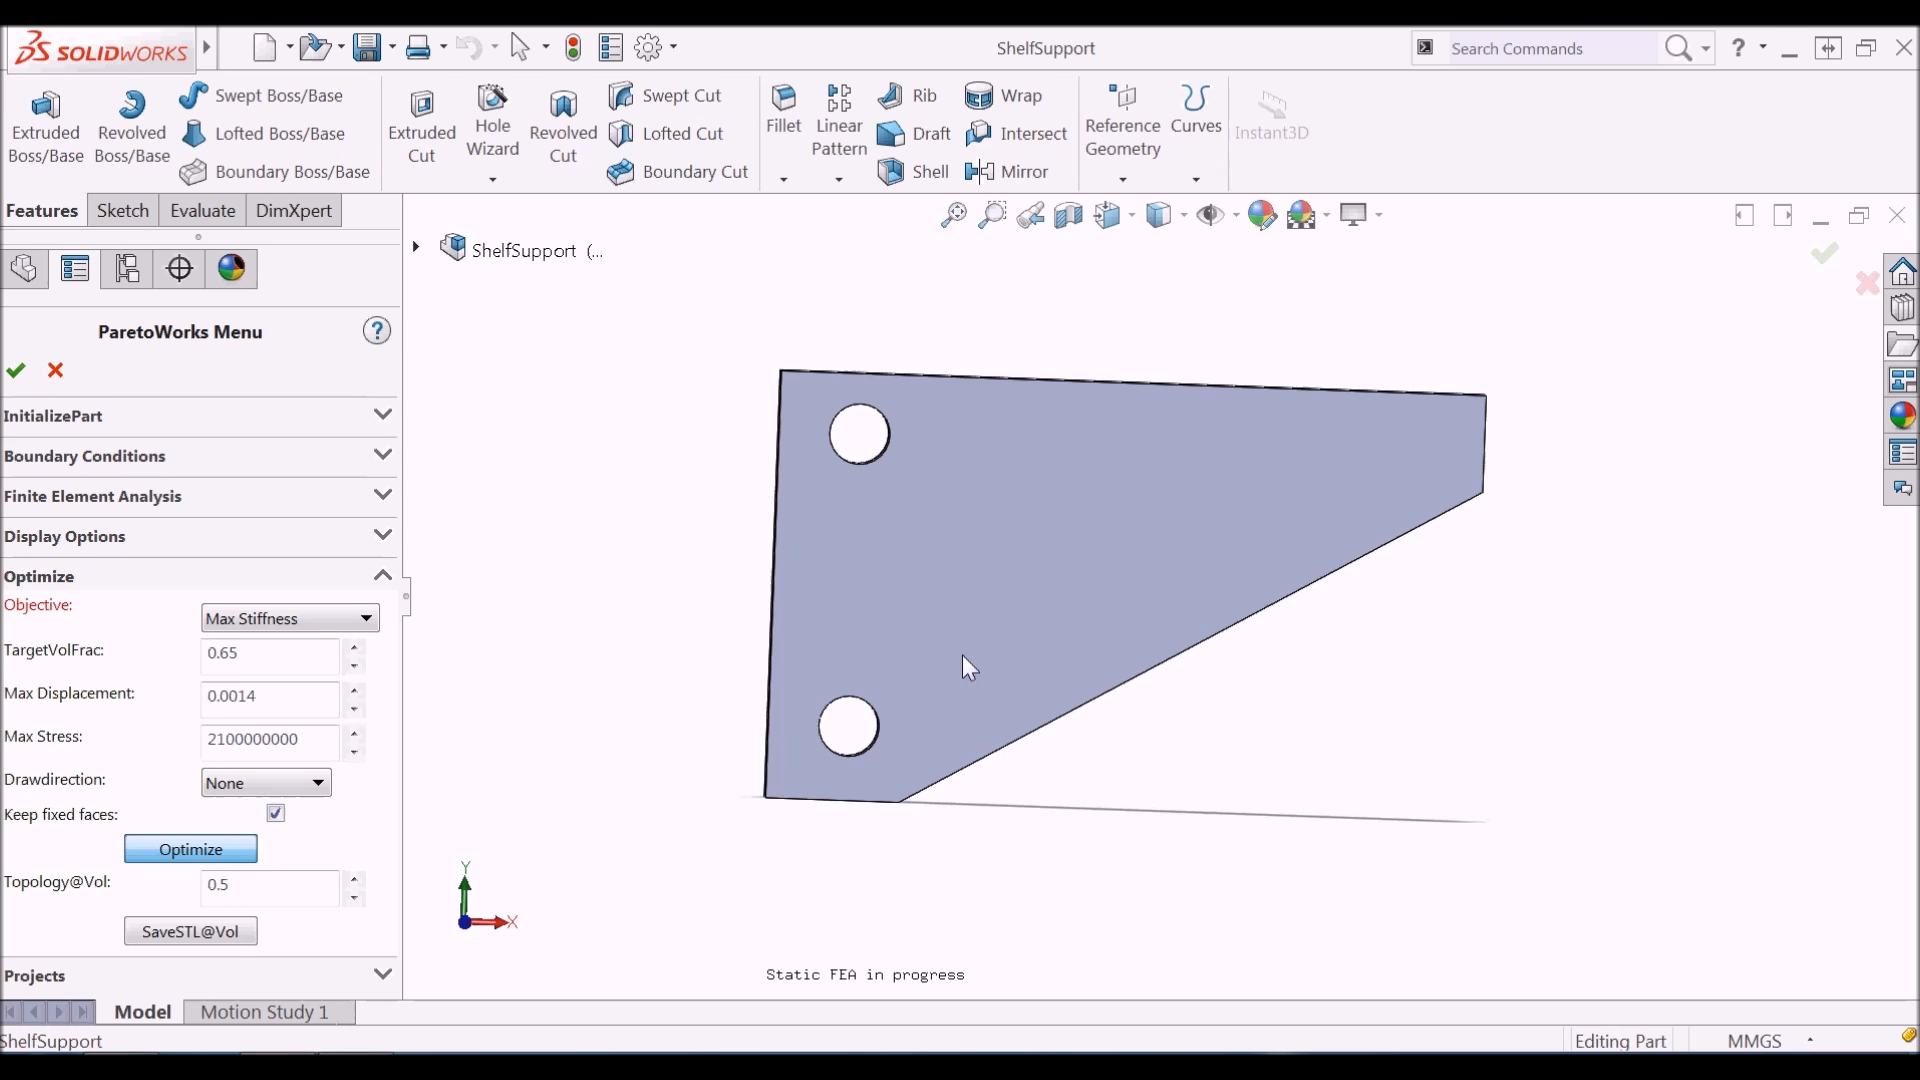 SOLIDWORKS
ShelfSupport
Search Commands
?
Extruded Boss/Base
Revolved Boss/Base
Swept Boss/Base
Lofted Boss/Base
Boundary Boss/Base
Extruded Cut
Hole Wizard
Revolved Cut
Swept Cut
Lofted Cut
Boundary Cut
Fillet
Linear Pattern
Rib
Draft
Shell
Wrap
Intersect
Mirror
Reference Geometry
Curves
Instant3D
Features
Sketch
Evaluate
DimXpert
ShelfSupport (...
ParetoWorks Menu
?
InitializePart
Boundary Conditions
Finite Element Analysis
Display Options
Optimize
Objective:
Max Stiffness
TargetVolFrac:
0.65
Max Displacement:
0.0014
Max Stress:
2100000000
Drawdirection:
None
Keep fixed faces:
Optimize
Topology@Vol:
0.5
SaveSTL@Vol
Projects
Y
X
Static FEA in progress
Model
Motion Study 1
ShelfSupport
Editing Part
MMGS